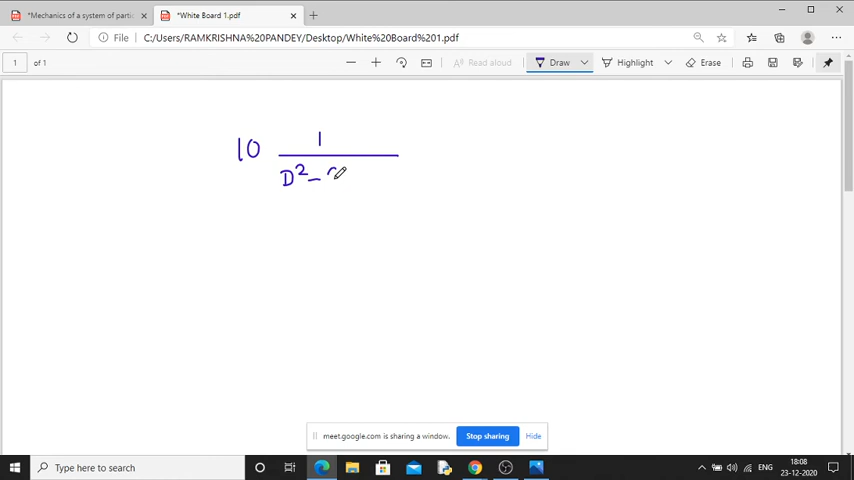 *Mechanics of a system of partic
*White Board 1.pdf
File C:/Users/RAMKRISHNA%20PANDEY/Desktop/White%20Board%201.pdf
1 of 1 Read aloud Draw Highlight Erase
10 1
D² −
meet.google.com is sharing a window. Stop sharing Hide
Type here to search
ENG 18:08
23-12-2020